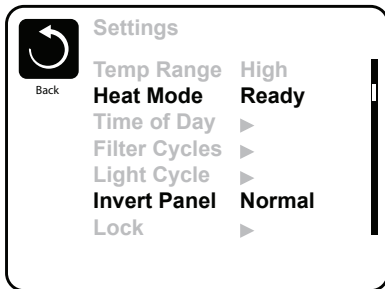 Settings
Back
Temp Range High
Heat Mode Ready
Time of Day ▶
Filter Cycles ▶
Light Cycle ▶
Invert Panel Normal
Lock ▶